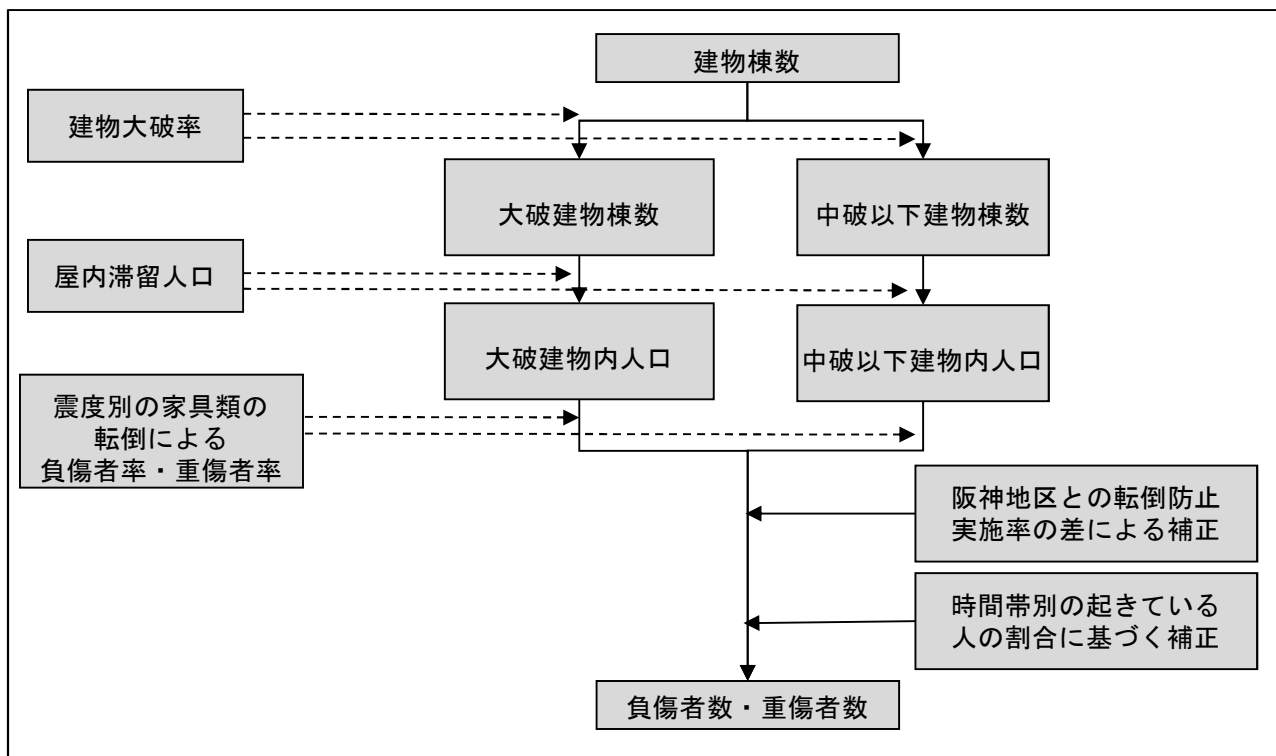 建物棟数
建物大破率
大破建物棟数
中破以下建物棟数
屋内滞留人口
大破建物内人口
中破以下建物内人口
震度別の家具類の
転倒による
負傷者率・重傷者率
阪神地区との転倒防止
実施率の差による補正
時間帯別の起きている
人の割合に基づく補正
負傷者数・重傷者数